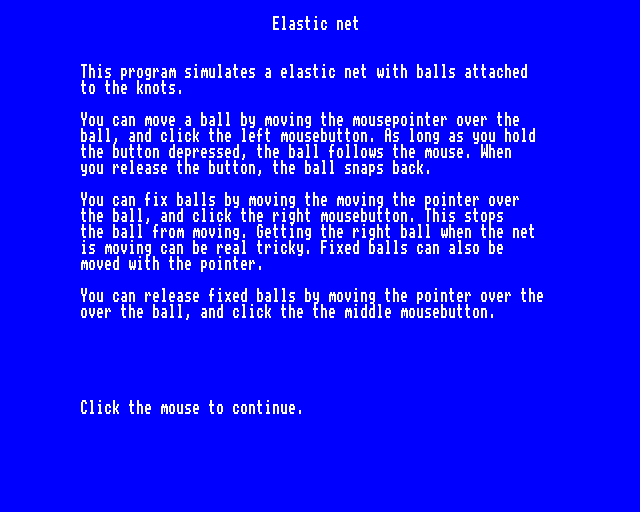 Elastic net
This program simulates a elastic net with balls attached
to the knots.
You can move a ball by moving the mousepointer over the
ball, and click the left mousebutton. As long as you hold
the button depressed, the ball follows the mouse. When
you release the button, the ball snaps back.
You can fix balls by moving the moving the pointer over
the ball, and click the right mousebutton. This stops
the ball from moving. Getting the right ball when the net
is moving can be real tricky. Fixed balls can also be
moved with the pointer.
You can release fixed balls by moving the pointer over the
over the ball, and click the the middle mousebutton.
Click the mouse to continue.